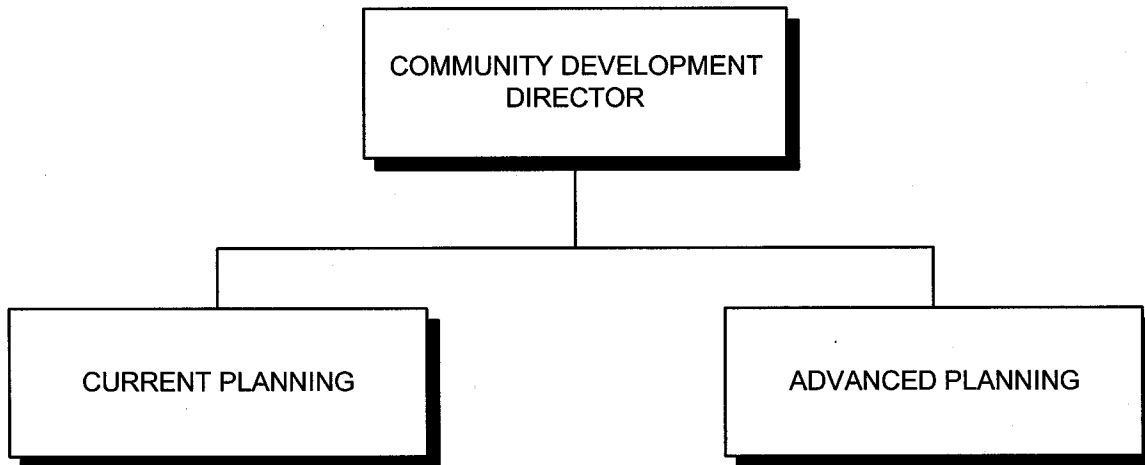 COMMUNITY DEVELOPMENT
DIRECTOR
CURRENT PLANNING
ADVANCED PLANNING